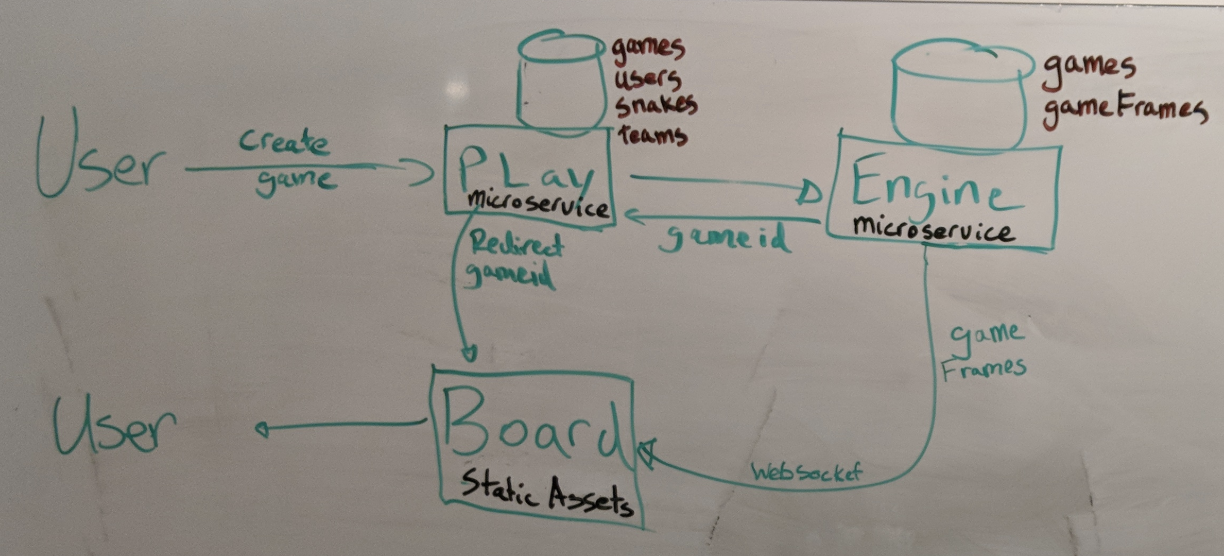 games
users
snakes
teams
games
gameFrames
User
create
game
PLay
microservice
Engine
microservice
gameid
Redirect
gameid
game
Frames
User
Board
Static Assets
Websocket